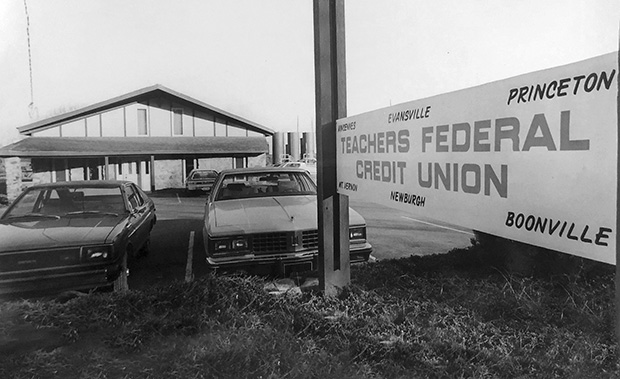 VINCENNES EVANSVILLE PRINCETON
TEACHERS FEDERAL
CREDIT UNION
MT. VERNON NEWBURGH BOONVILLE